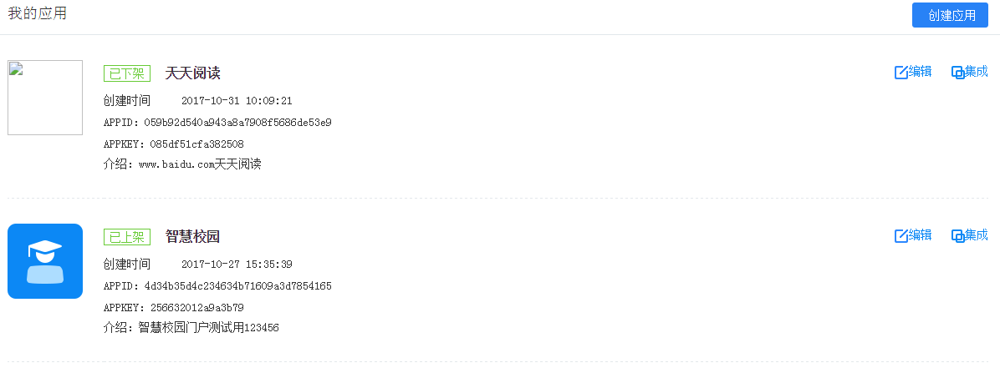 我的应用 创建应用
已下架 天天阅读 编辑 集成
创建时间 2017-10-31 10:09:21
APPID: 059b92d540a943a8a7908f5686de53e9
APPKEY: 085df51cfa382508
介绍: www.baidu.com天天阅读
已上架 智慧校园 编辑 集成
创建时间 2017-10-27 15:35:39
APPID: 4d34b35d4c234634b71609a3d7854165
APPKEY: 256632012a9a3b79
介绍: 智慧校园门户测试用123456